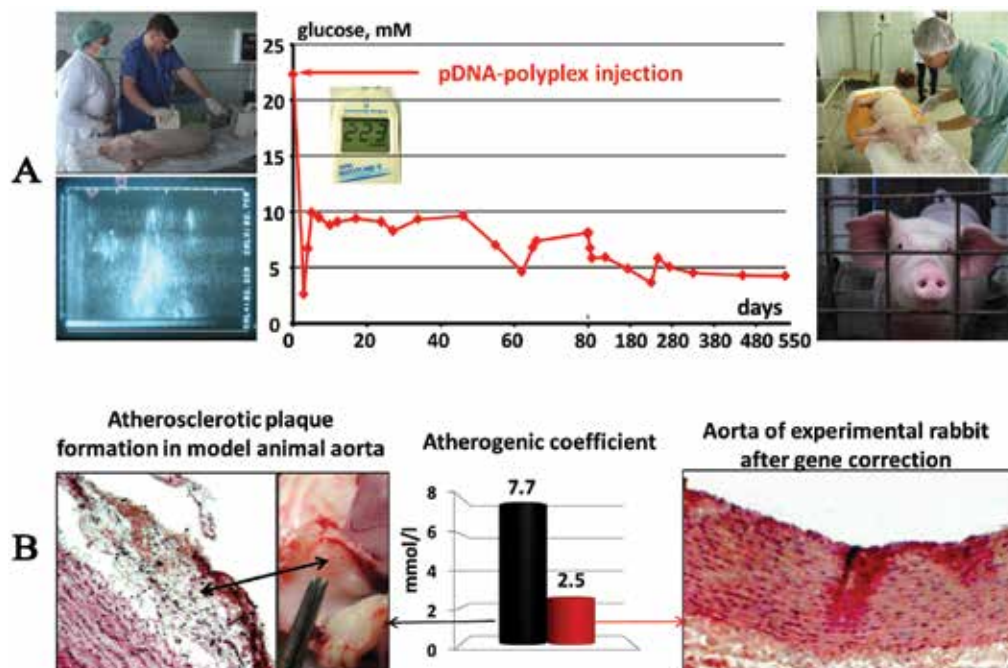 A
glucose, mM
25
20
15
10
5
0
pDNA-polyplex injection
223
days
0 20 40 60 80 180 280 380 480 550
B
Atherosclerotic plaque
formation in model animal aorta
Atherogenic coefficient
mmol/l
8
6
4
2
0
7.7
2.5
Aorta of experimental rabbit
after gene correction